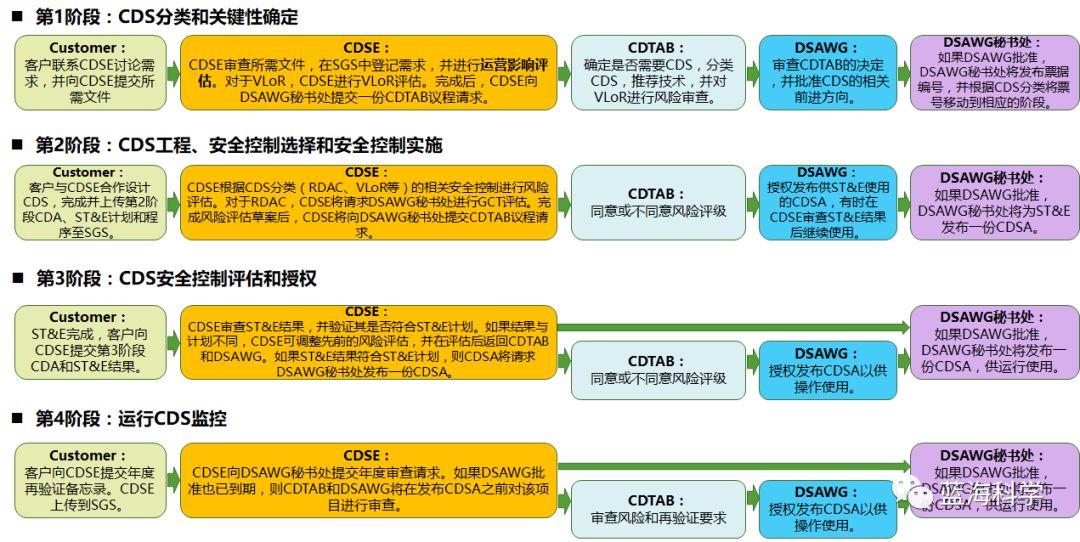 ■ 第1阶段：CDS分类和关键性确定
Customer：
客户联系CDSE讨论需
求，并向CDSE提交所
需文件
CDSE：
CDSE审查所需文件，在SGS中登记需求，并进行运营影响评
估。对于VLoR，CDSE进行VLoR评估。完成后，CDSE向
DSAWG秘书处提交一份CDTAB议程请求。
CDTAB：
确定是否需要CDS，分类
CDS，推荐技术，并对
VLoR进行风险审查。
DSAWG：
审查CDTAB的决定
，并批准CDS的相关
前进方向。
DSAWG秘书处：
如果DSAWG批准，
DSAWG秘书处将发布票据
编号，并根据CDS分类将票
号移动到相应的阶段。
■ 第2阶段：CDS工程、安全控制选择和安全控制实施
Customer：
客户与CDSE合作设计
CDS，完成并上传第2阶
段CDA、ST&E计划和程
序至SGS。
CDSE：
CDSE根据CDS分类（RDAC、VLoR等）的相关安全控制进行风险
评估。对于RDAC，CDSE将请求DSAWG秘书处进行GCT评估。完
成风险评估草案后，CDSE将向DSAWG秘书处提交CDTAB议程请
求。
CDTAB：
同意或不同意风险评级
DSAWG：
授权发布供ST&E使用
的CDSA，有时在
CDSE审查ST&E结果
后继续使用。
DSAWG秘书处：
如果DSAWG批准，
DSAWG秘书处将为ST&E
发布一份CDSA。
■ 第3阶段：CDS安全控制评估和授权
Customer：
ST&E完成，客户向
CDSE提交第3阶段
CDA和ST&E结果。
CDSE：
CDSE审查ST&E结果，并验证其是否符合ST&E计划。如果结果与
计划不同，CDSE可调整先前的风险评估，并在评估后返回CDTAB
和DSAWG。如果ST&E结果符合ST&E计划，则CDSA将请求
DSAWG秘书处发布一份CDSA。
CDTAB：
同意或不同意风险评级
DSAWG：
授权发布CDSA以供
操作使用。
DSAWG秘书处：
如果DSAWG批准，
DSAWG秘书处将发布一
份CDSA，供运行使用。
■ 第4阶段：运行CDS监控
Customer：
客户向CDSE提交年度
再验证备忘录。CDSE
上传到SGS。
CDSE：
CDSE向DSAWG秘书处提交年度审查请求。如果DSAWG批
准也已到期，则CDTAB和DSAWG将在发布CDSA之前对该项
目进行审查。
CDTAB：
审查风险和再验证要求
DSAWG：
授权发布CDSA以供
操作使用。
DSAWG秘书处：
如果DSAWG批准，
DSAWG秘书处将发布一
份CDSA，供运行使用。
蓝海科学